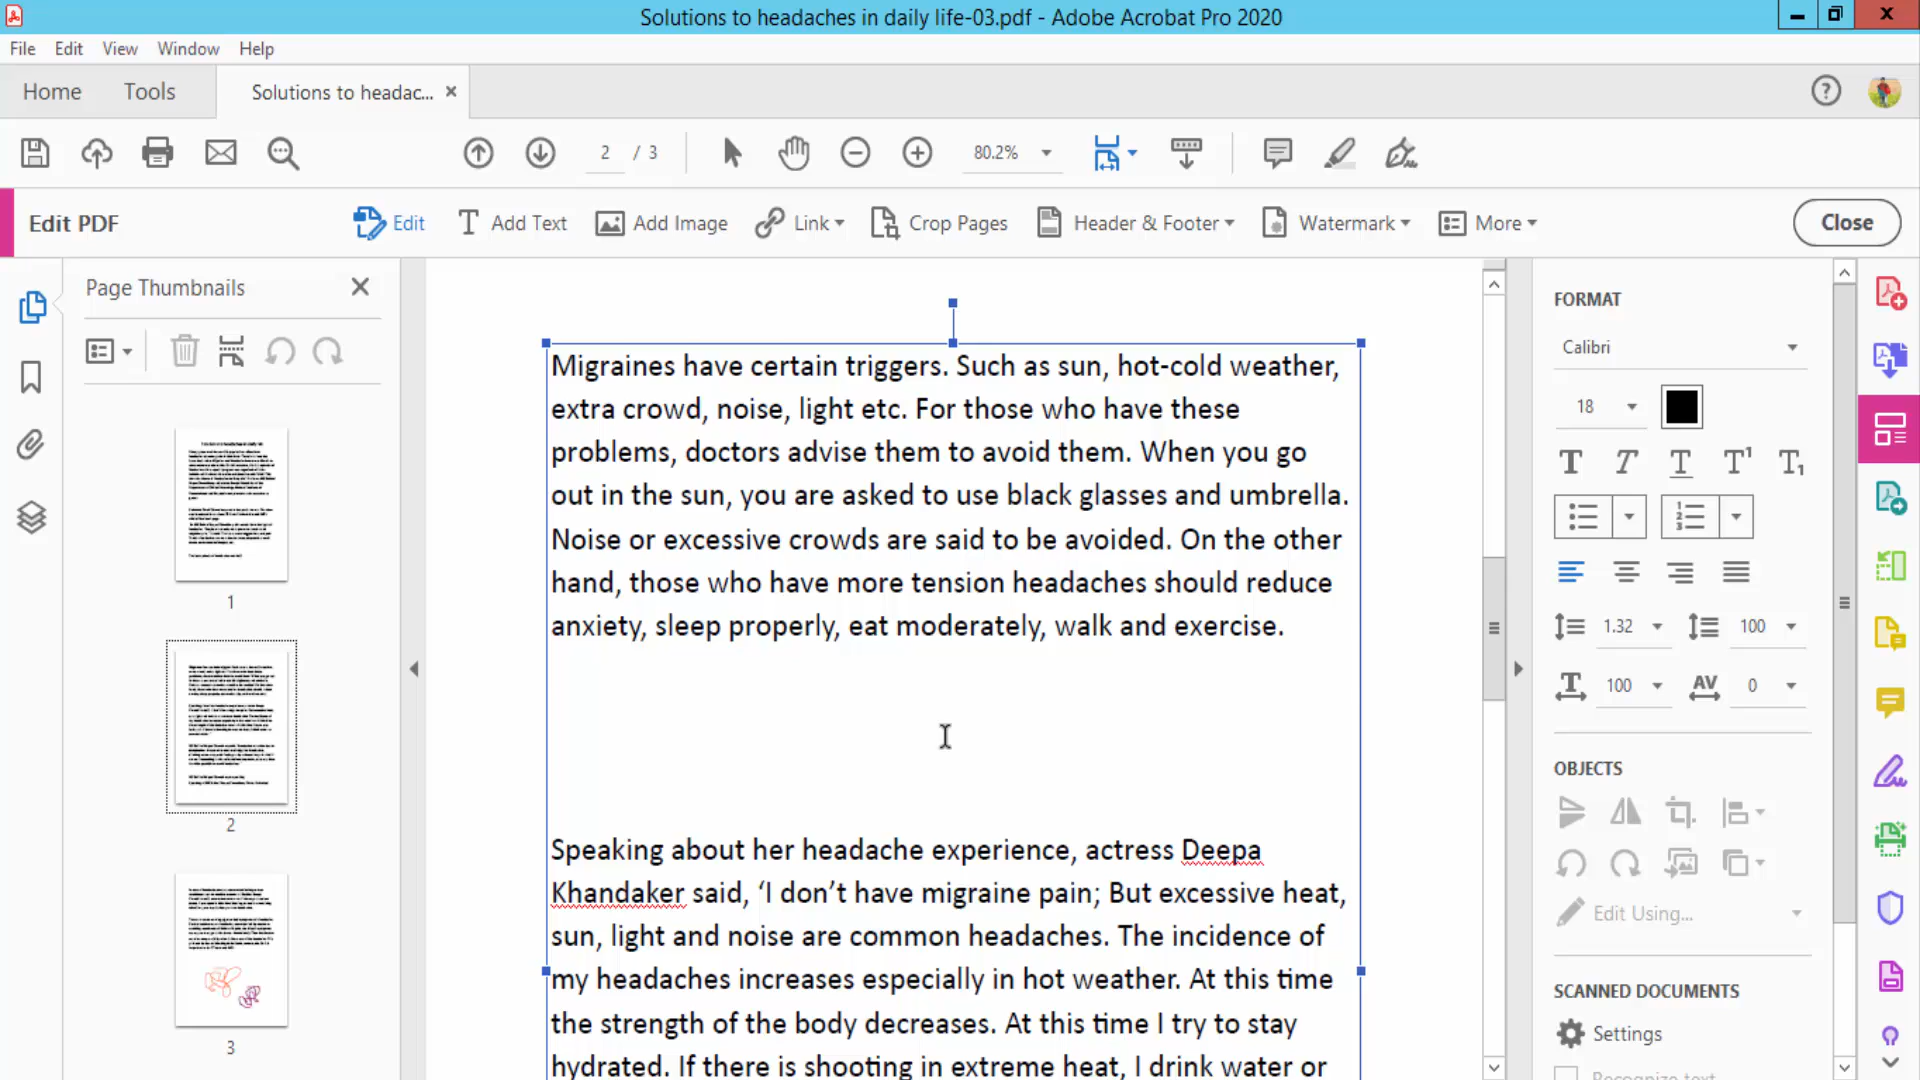 Solutions to headaches in daily life-03.pdf - Adobe Acrobat Pro 2020
File Edit View Window Help
Home Tools Solutions to headac... ×
2 / 3 80.2%
Edit PDF Edit Add Text Add Image Link Crop Pages Header & Footer Watermark More Close
Page Thumbnails
1
2
3
Migraines have certain triggers. Such as sun, hot-cold weather,
extra crowd, noise, light etc. For those who have these
problems, doctors advise them to avoid them. When you go
out in the sun, you are asked to use black glasses and umbrella.
Noise or excessive crowds are said to be avoided. On the other
hand, those who have more tension headaches should reduce
anxiety, sleep properly, eat moderately, walk and exercise.
Speaking about her headache experience, actress Deepa
Khandaker said, ‘I don’t have migraine pain; But excessive heat,
sun, light and noise are common headaches. The incidence of
my headaches increases especially in hot weather. At this time
the strength of the body decreases. At this time I try to stay
hydrated. If there is shooting in extreme heat, I drink water or
FORMAT
Calibri
18
1.32 100
100 AV 0
OBJECTS
Edit Using...
SCANNED DOCUMENTS
Settings
Recognize text